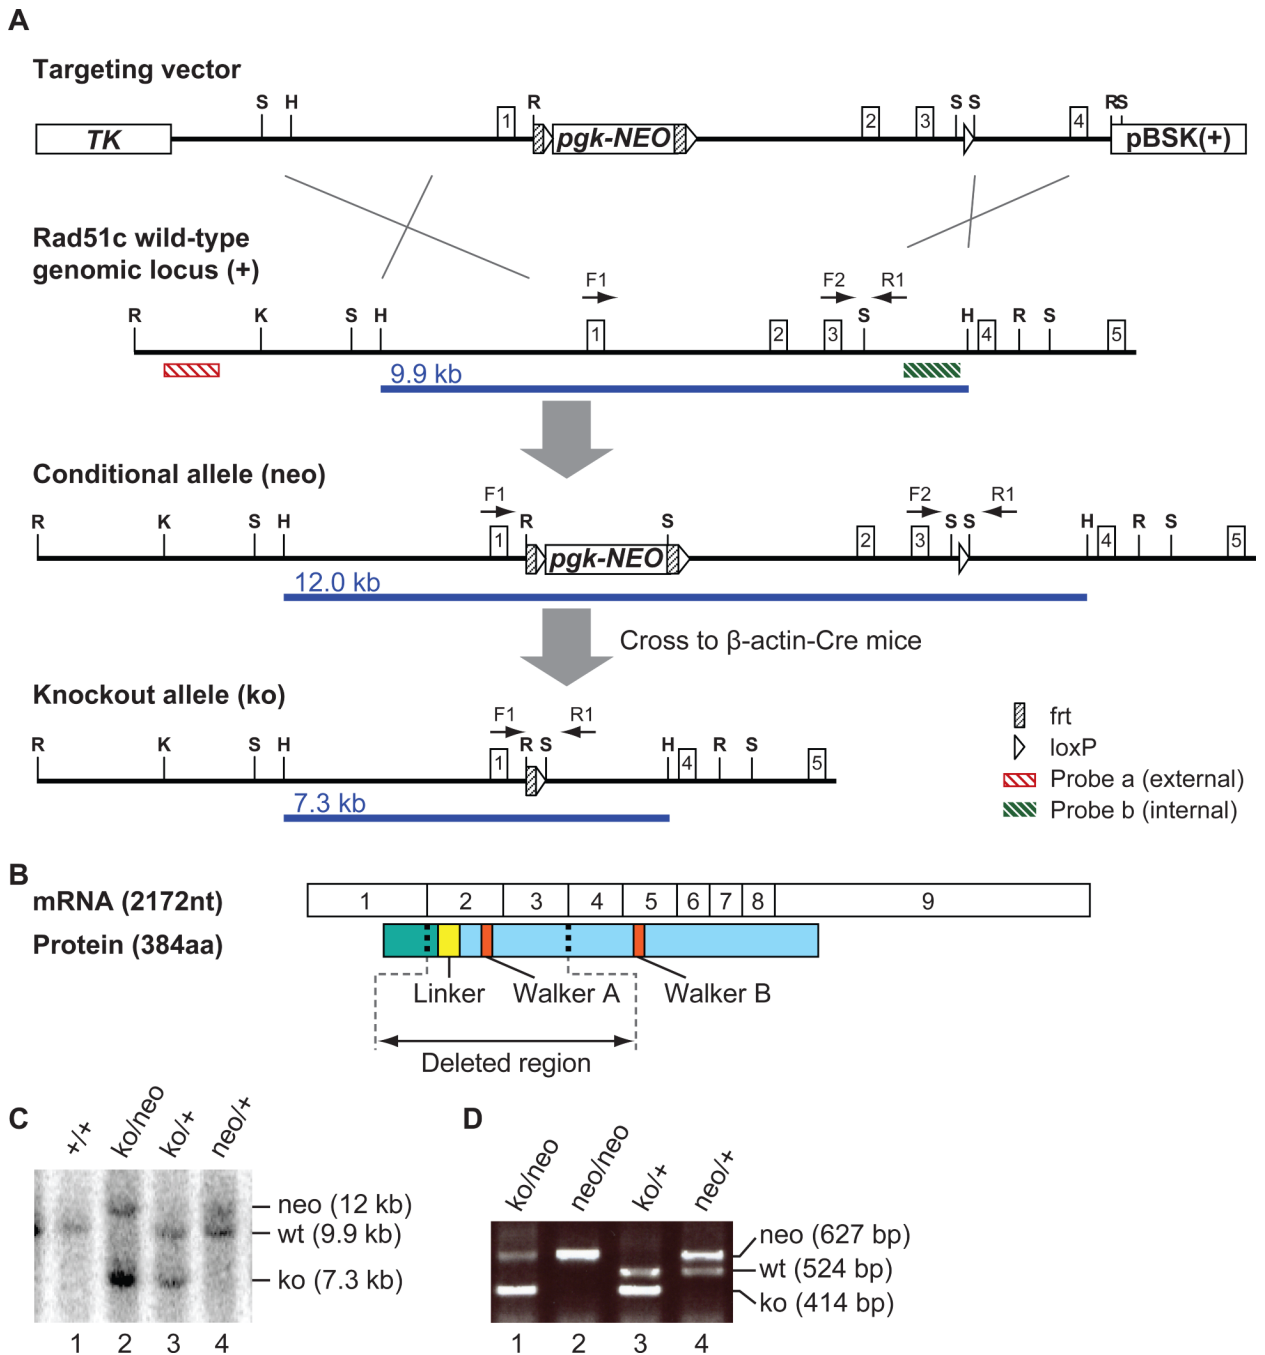 A
Targeting vector
S H 1 R 2 3 S S 4 RS
TK pgk-NEO pBSK(+)
Rad51c wild-type
genomic locus (+)
F1 F2 R1
R K S H 1 2 3 S H 4 R S 5
9.9 kb
Conditional allele (neo)
F1 F2 R1
R K S H 1 R S 2 3 S S H 4 R S 5
pgk-NEO
12.0 kb
Cross to β-actin-Cre mice
Knockout allele (ko)
F1 R1
R K S H 1 R S H 4 R S 5
7.3 kb
frt
loxP
Probe a (external)
Probe b (internal)
B
mRNA (2172nt) 1 2 3 4 5 6 7 8 9
Protein (384aa)
Linker Walker A Walker B
Deleted region
C
+/+ ko/neo ko/+ neo/+
neo (12 kb)
wt (9.9 kb)
ko (7.3 kb)
1 2 3 4
D
ko/neo neo/neo ko/+ neo/+
neo (627 bp)
wt (524 bp)
ko (414 bp)
1 2 3 4